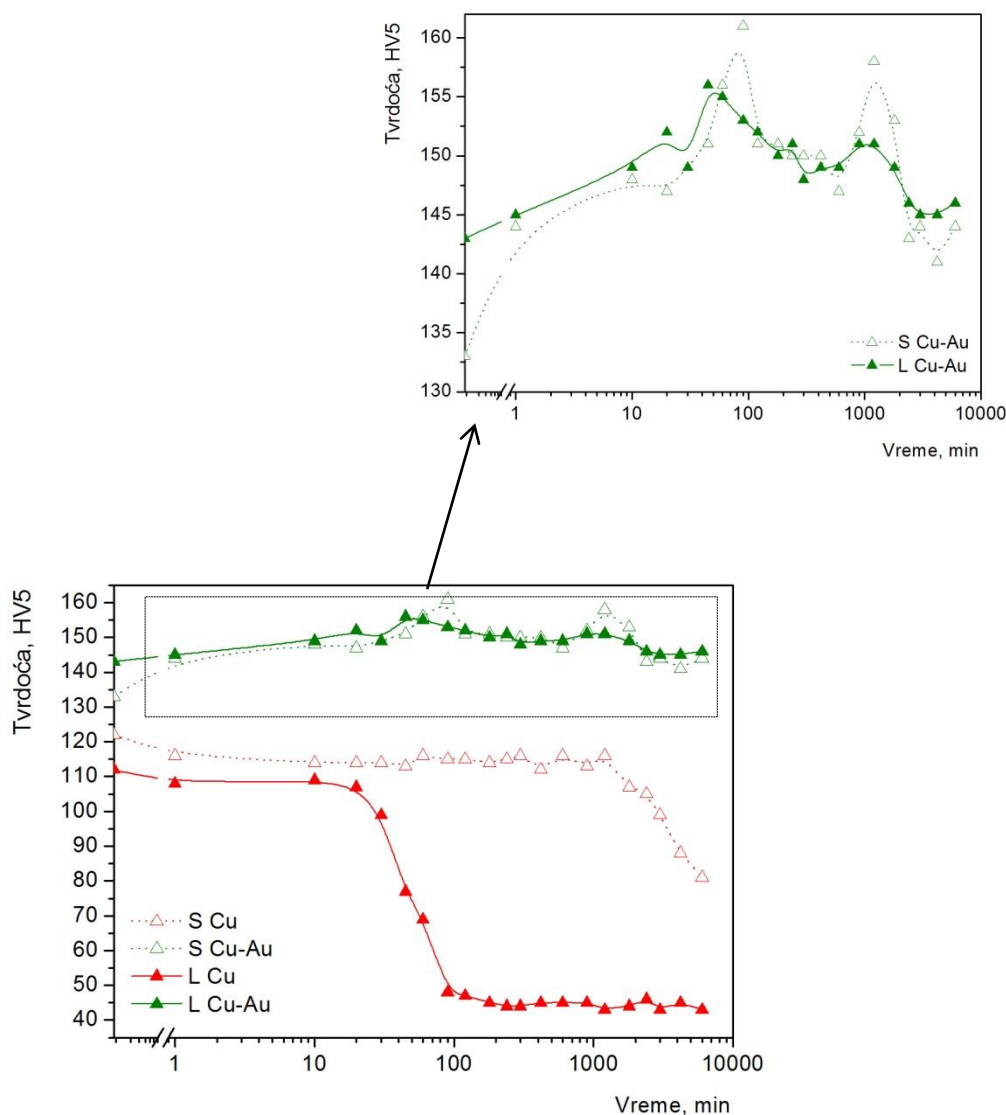 Tvrdoća, HV5
160
155
150
145
140
135
130
S Cu-Au
L Cu-Au
1 10 100 1000 10000
Vreme, min
Tvrdoća, HV5
160
150
140
130
120
110
100
90
80
70
60
50
40
S Cu
S Cu-Au
L Cu
L Cu-Au
1 10 100 1000 10000
Vreme, min